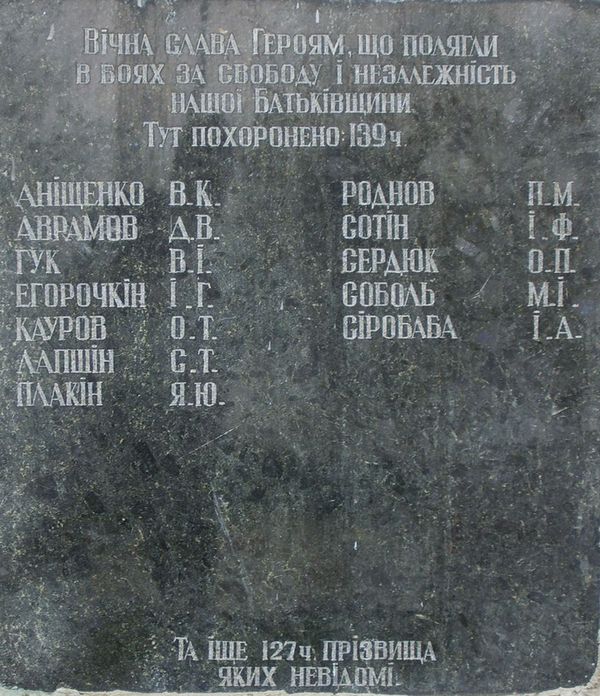 Вічна слава Героям, що полягли
в боях за свободу і незалежність
нашої Батьківщини
Тут похоронено 139 ч.
АНІЩЕНКО В.К.
АВРАМОВ Д.В.
ГУК В.І.
ЕГОРОЧКІН І.Г.
КАУРОВ О.Т.
ЛАПШІН С.Т.
ПЛАКІН Я.Ю.
РОДНОВ П.М.
СОТІН І.Ф.
СЕРДЮК О.П.
СОБОЛЬ М.І.
СІРОБАБА І.А.
Та іще 127 ч. прізвища
яких невідомі.